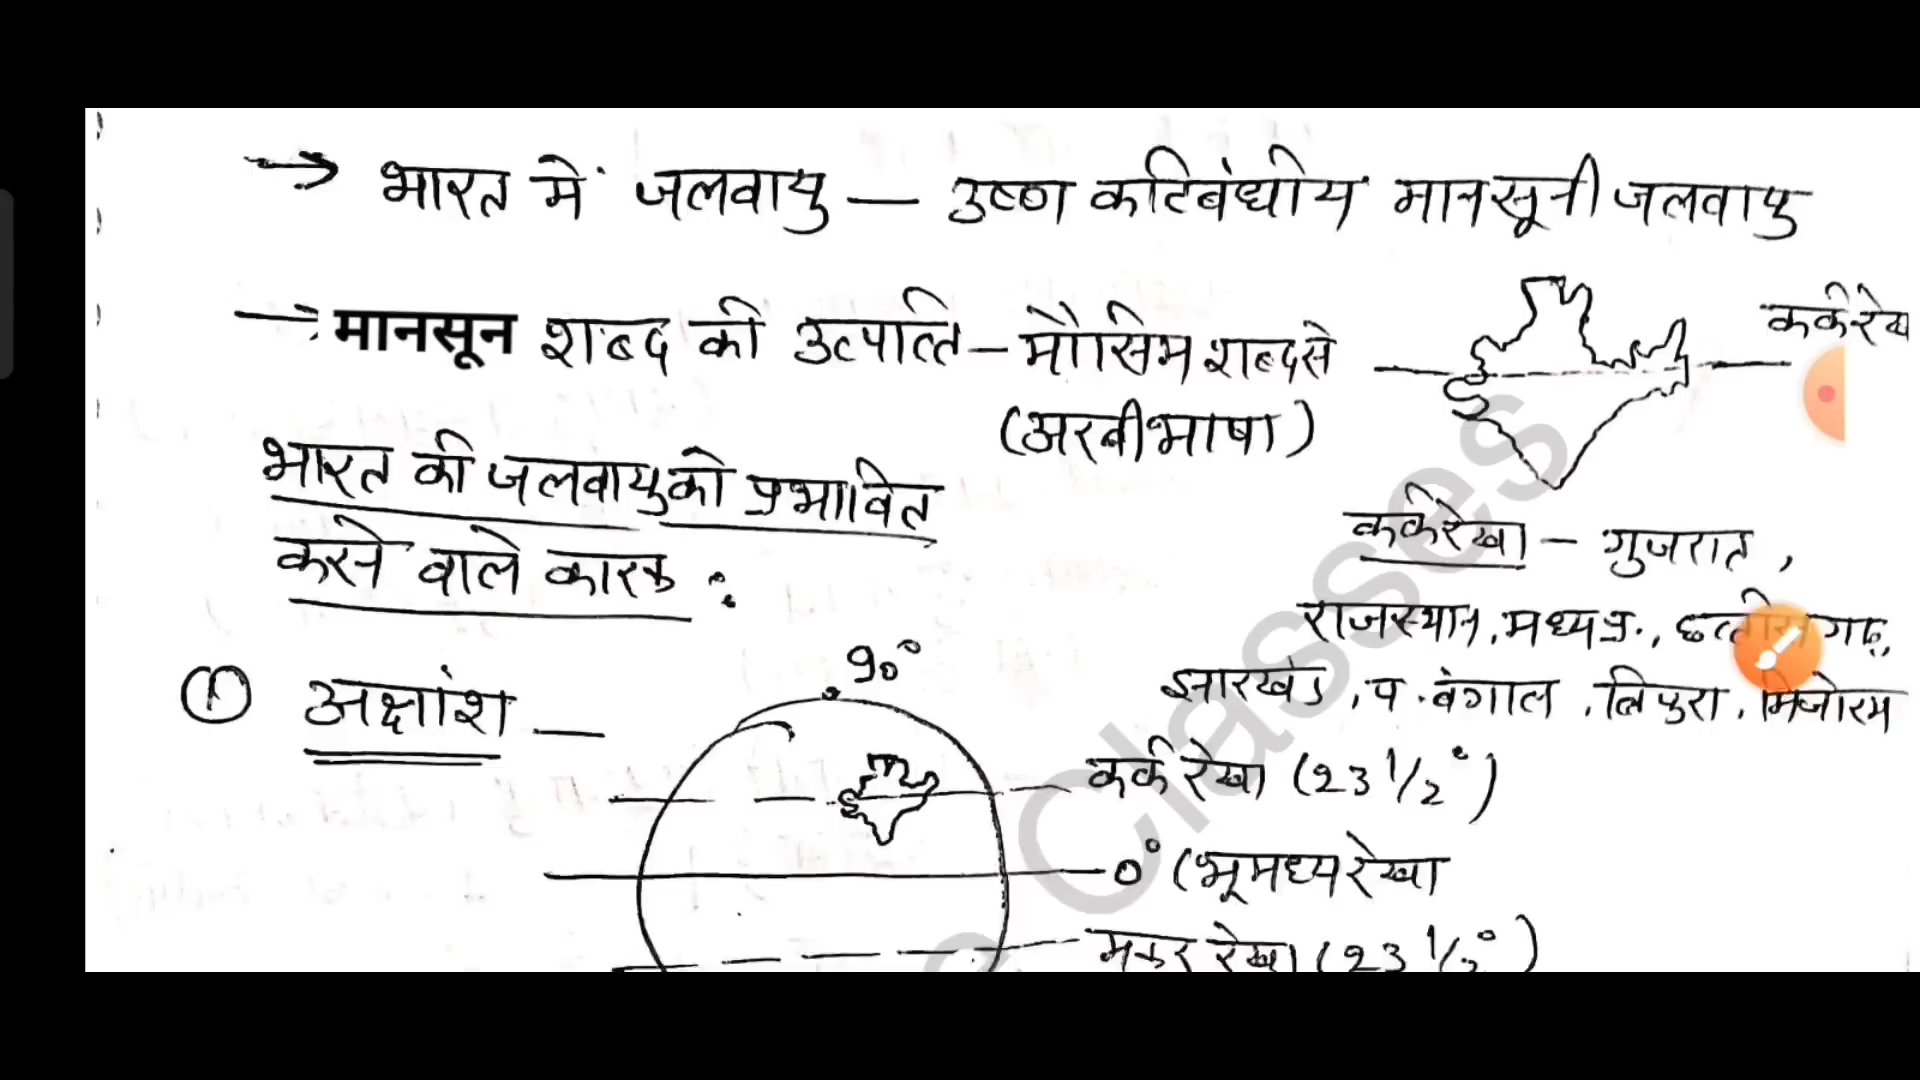 → भारत में जलवायु — उष्ण कटिबंधीय मानसूनी जलवायु
→ मानसून शब्द की उत्पत्ति – मौसिम शब्द से
(अरबी भाषा)
कर्क रेख
भारत की जलवायु को प्रभावित
करने वाले कारक :
कर्क रेखा – गुजरात,
राजस्थान, मध्य प्र., छत्तीसगढ़,
झारखंड, प. बंगाल, त्रिपुरा, मिजोरम
① अक्षांश —
90°
कर्क रेखा (23 1/2°)
0° (भूमध्य रेखा
मकर रेखा (23 1/2°)
Classes